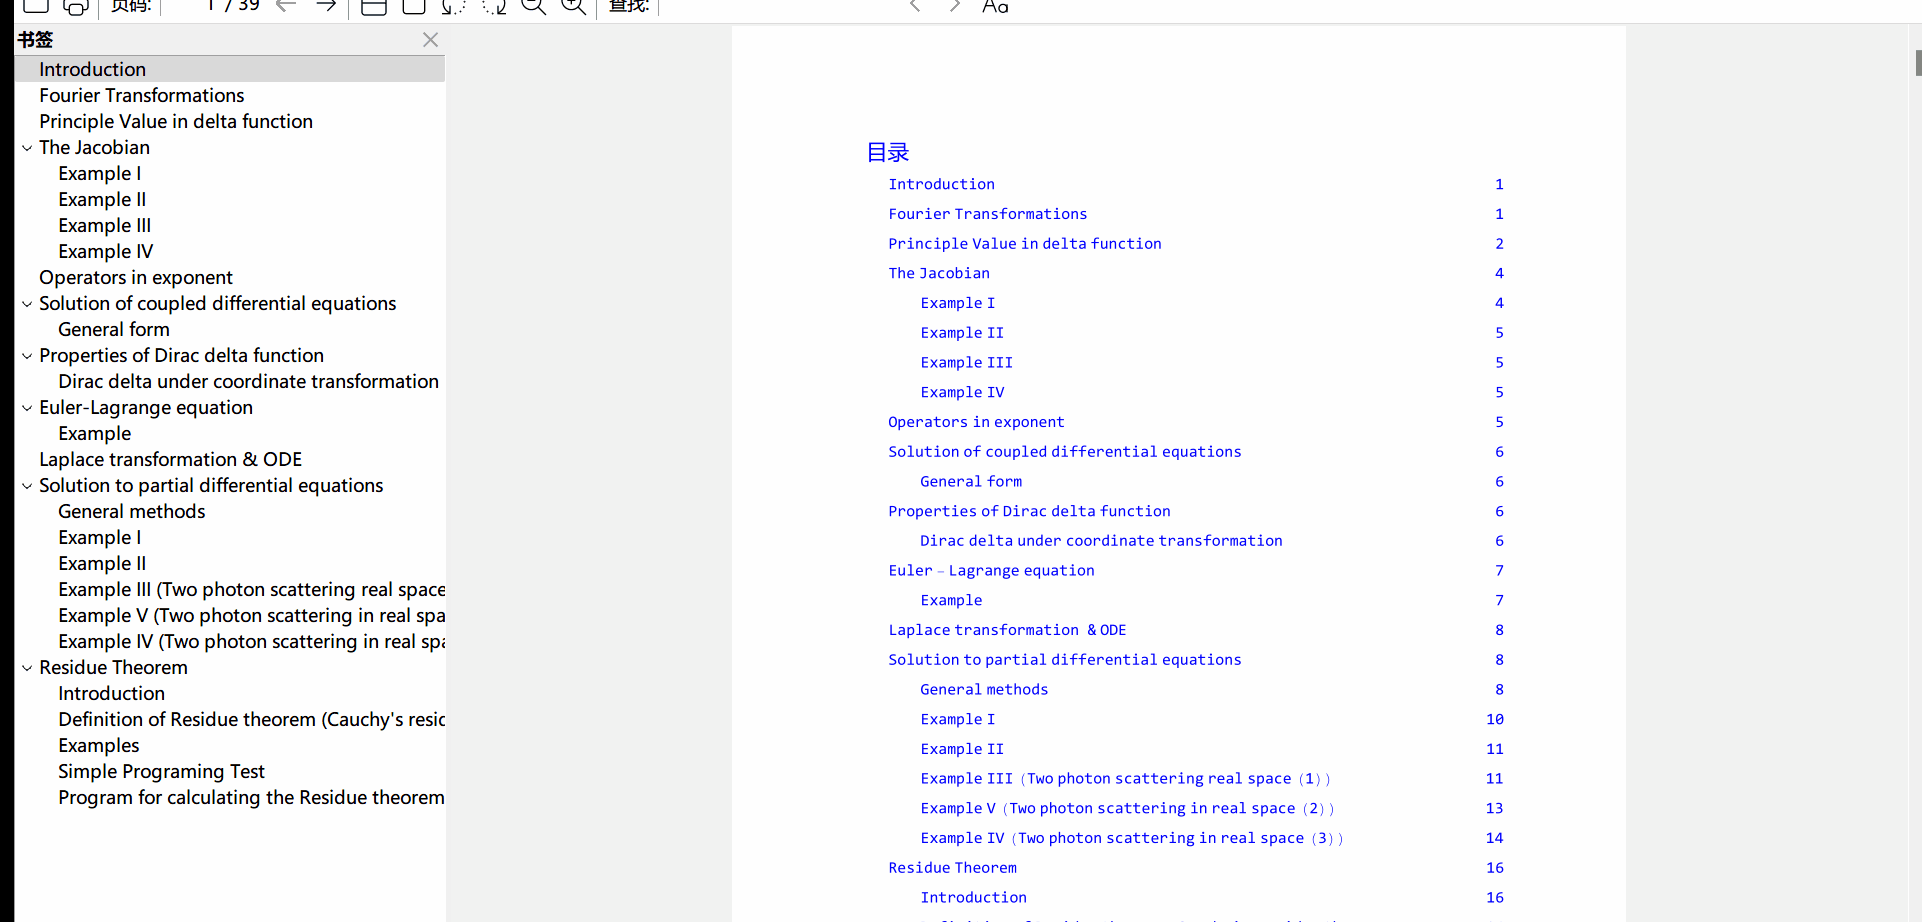 页码: 1 / 39 查找: Aa
书签
Introduction
Fourier Transformations
Principle Value in delta function
The Jacobian
Example I
Example II
Example III
Example IV
Operators in exponent
Solution of coupled differential equations
General form
Properties of Dirac delta function
Dirac delta under coordinate transformation
Euler-Lagrange equation
Example
Laplace transformation & ODE
Solution to partial differential equations
General methods
Example I
Example II
Example III (Two photon scattering real space
Example V (Two photon scattering in real spa
Example IV (Two photon scattering in real spa
Residue Theorem
Introduction
Definition of Residue theorem (Cauchy's resid
Examples
Simple Programing Test
Program for calculating the Residue theorem
目录
Introduction 1
Fourier Transformations 1
Principle Value in delta function 2
The Jacobian 4
Example I 4
Example II 5
Example III 5
Example IV 5
Operators in exponent 5
Solution of coupled differential equations 6
General form 6
Properties of Dirac delta function 6
Dirac delta under coordinate transformation 6
Euler – Lagrange equation 7
Example 7
Laplace transformation & ODE 8
Solution to partial differential equations 8
General methods 8
Example I 10
Example II 11
Example III (Two photon scattering real space (1)) 11
Example V (Two photon scattering in real space (2)) 13
Example IV (Two photon scattering in real space (3)) 14
Residue Theorem 16
Introduction 16